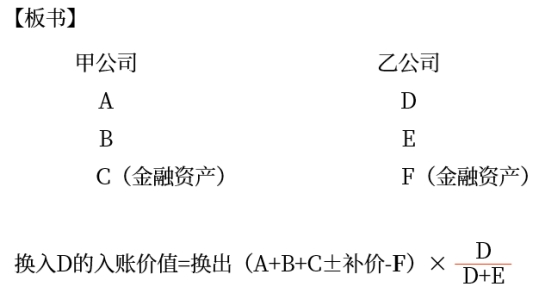 【板书】
甲公司 乙公司
A D
B E
C（金融资产） F（金融资产）
换入D的入账价值=换出（A+B+C±补价-F）× D/D+E